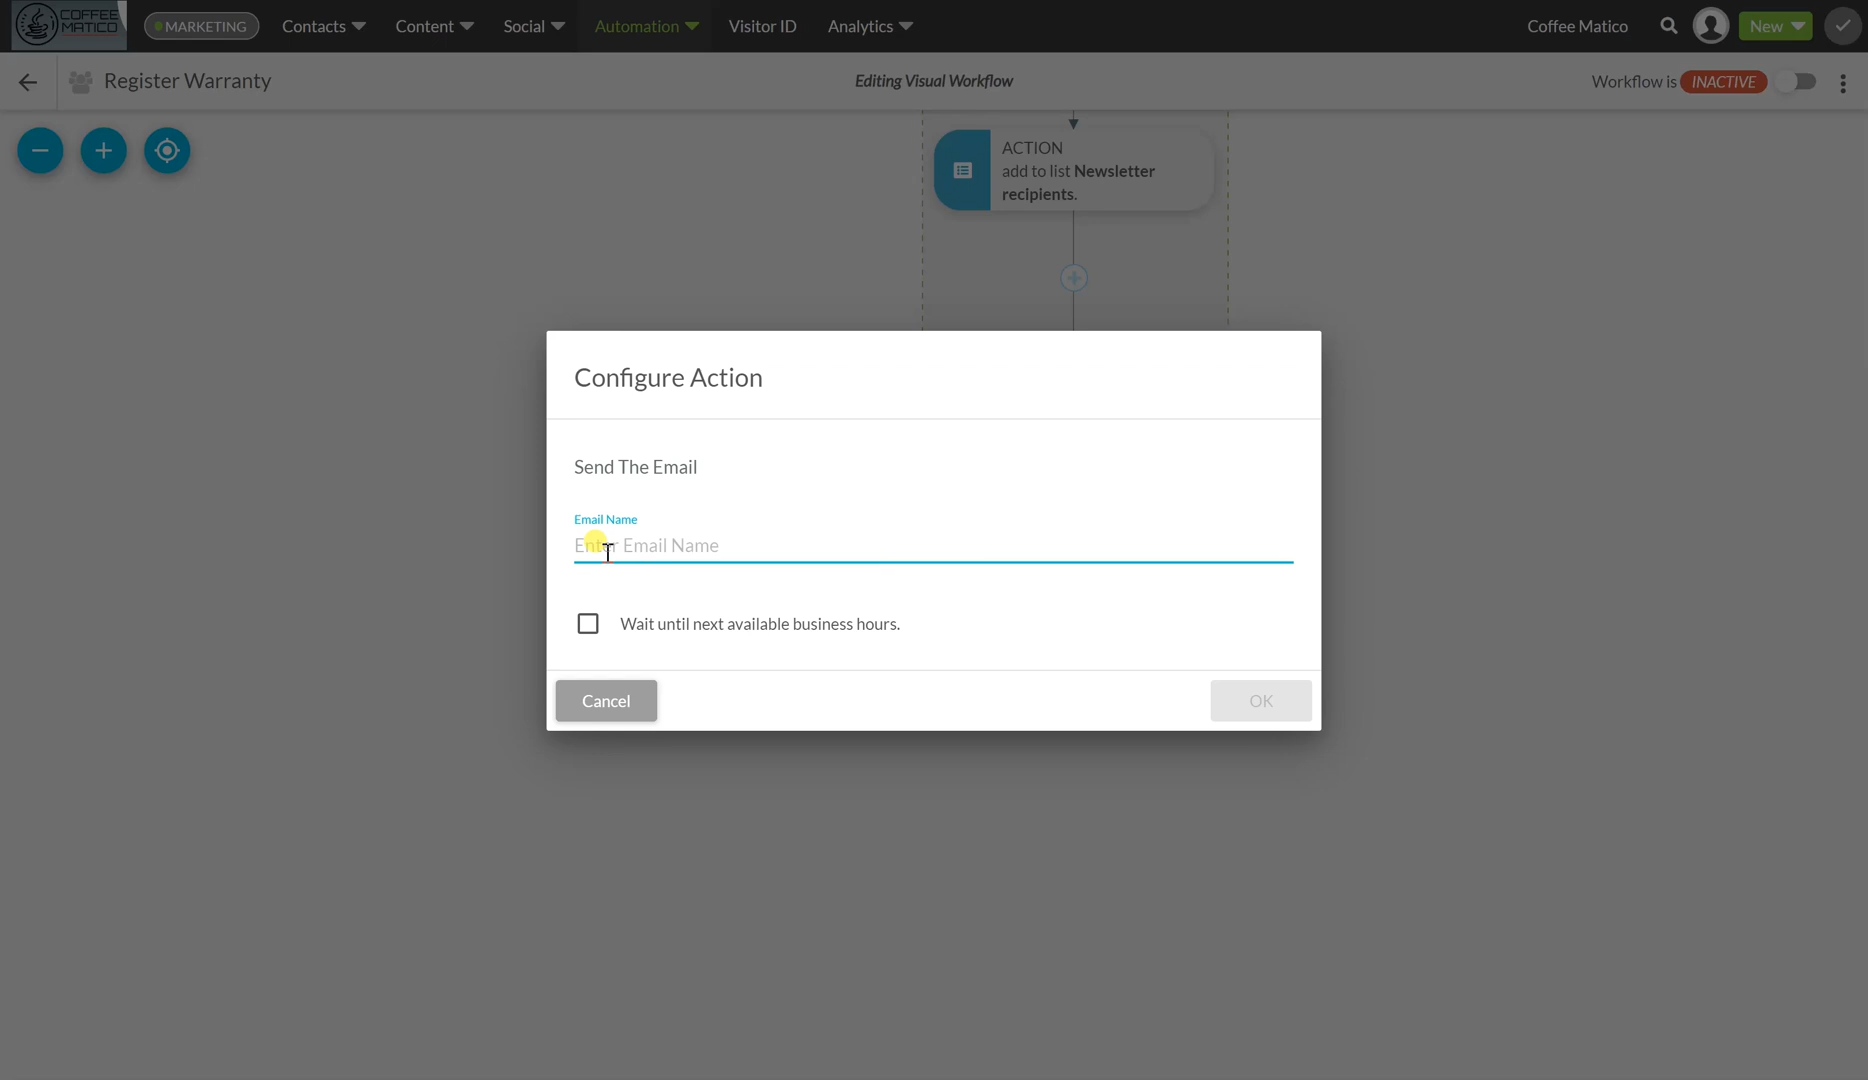 COFFEE
MATICO
MARKETING
Contacts
Content
Social
Automation
Visitor ID
Analytics
Coffee Matico
New
Register Warranty
Editing Visual Workflow
Workflow is INACTIVE
ACTION
add to list Newsletter
recipients.
Configure Action
Send The Email
Email Name
Enter Email Name
Wait until next available business hours.
Cancel
OK